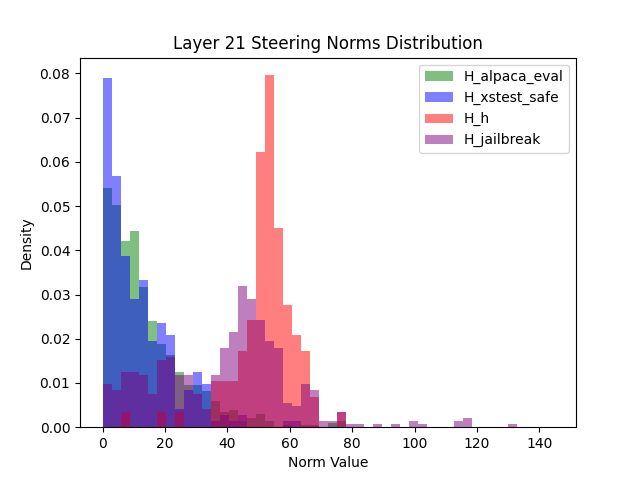 Layer 21 Steering Norms Distribution
H_alpaca_eval
H_xstest_safe
H_h
H_jailbreak
Density
0.08
0.07
0.06
0.05
0.04
0.03
0.02
0.01
0.00
0 20 40 60 80 100 120 140
Norm Value